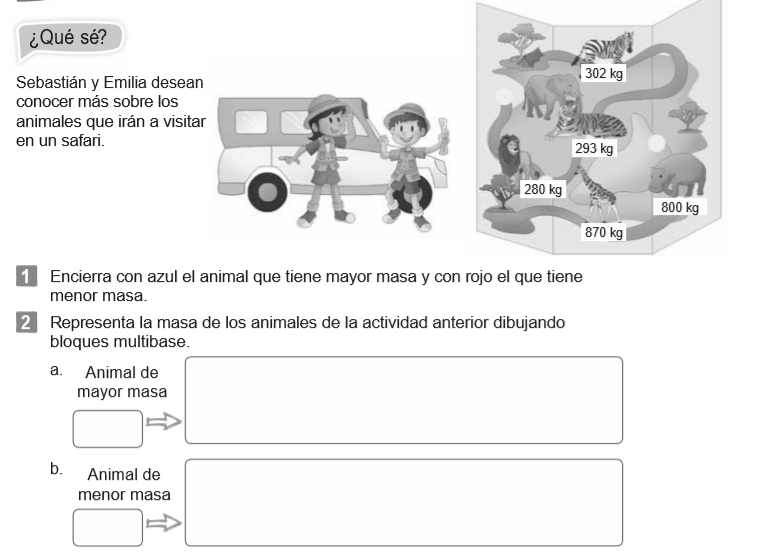 ¿Qué sé?
Sebastián y Emilia desean
conocer más sobre los
animales que irán a visitar
en un safari.
302 kg
293 kg
280 kg
800 kg
870 kg
1 Encierra con azul el animal que tiene mayor masa y con rojo el que tiene
menor masa.
2 Representa la masa de los animales de la actividad anterior dibujando
bloques multibase.
a. Animal de
mayor masa
b. Animal de
menor masa